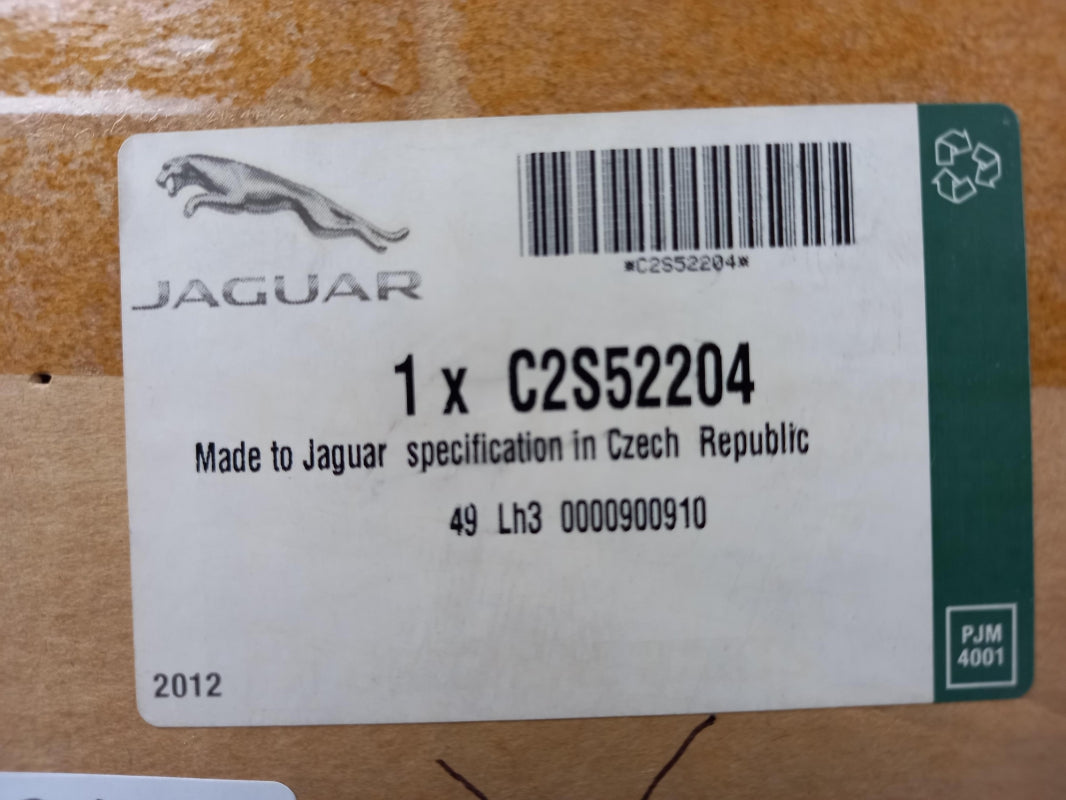 JAGUAR
*C2S52204*
1 x C2S52204
Made to Jaguar specification in Czech Republic
49 Lh3 0000900910
2012
PJM
4001